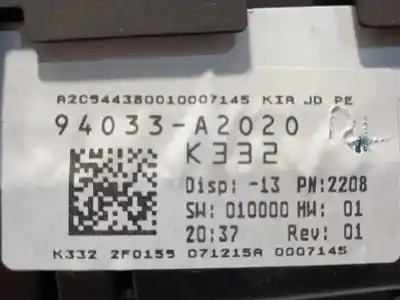 A2C944380010007145 KIA JD PE
94033-A2020
K332
Disp: -13 PN:2208
SW: 010000 HW: 01
20:37 Rev: 01
K332 2F0159 071215A 0007145